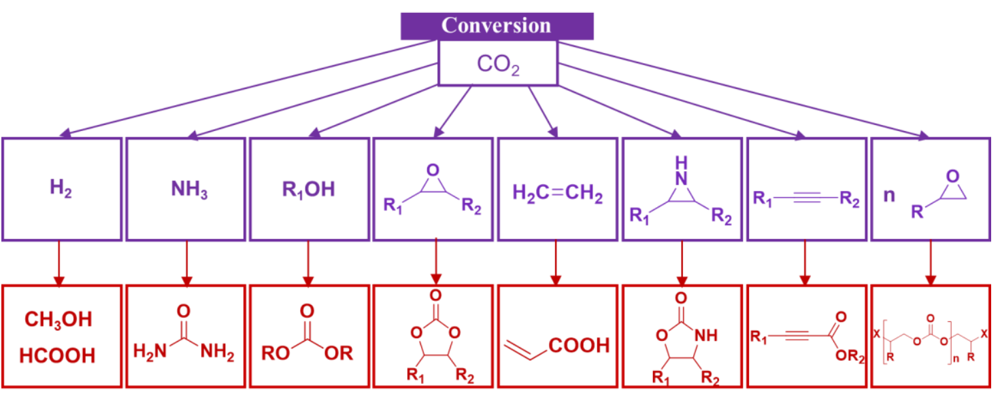 Conversion
CO₂
H₂
NH₃
R₁OH
O
R₁
R₂
H₂C=CH₂
H
N
R₁
R₂
R₁
R₂
n
O
R
CH₃OH
HCOOH
O
H₂N
NH₂
O
RO
OR
O
O
O
R₁
R₂
COOH
O
O
NH
R₁
R₂
R₁
O
OR₂
X
R
O
O
O
n
R
X